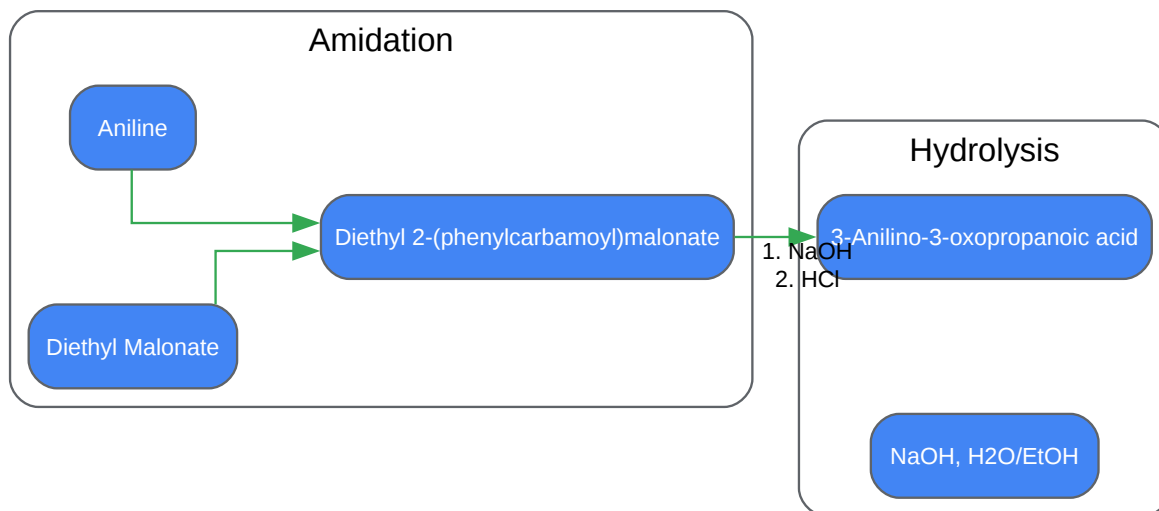 Amidation
Aniline
Diethyl 2-(phenylcarbamoyl)malonate
Diethyl Malonate
1. NaOH
2. HCl
Hydrolysis
3-Anilino-3-oxopropanoic acid
NaOH, H2O/EtOH